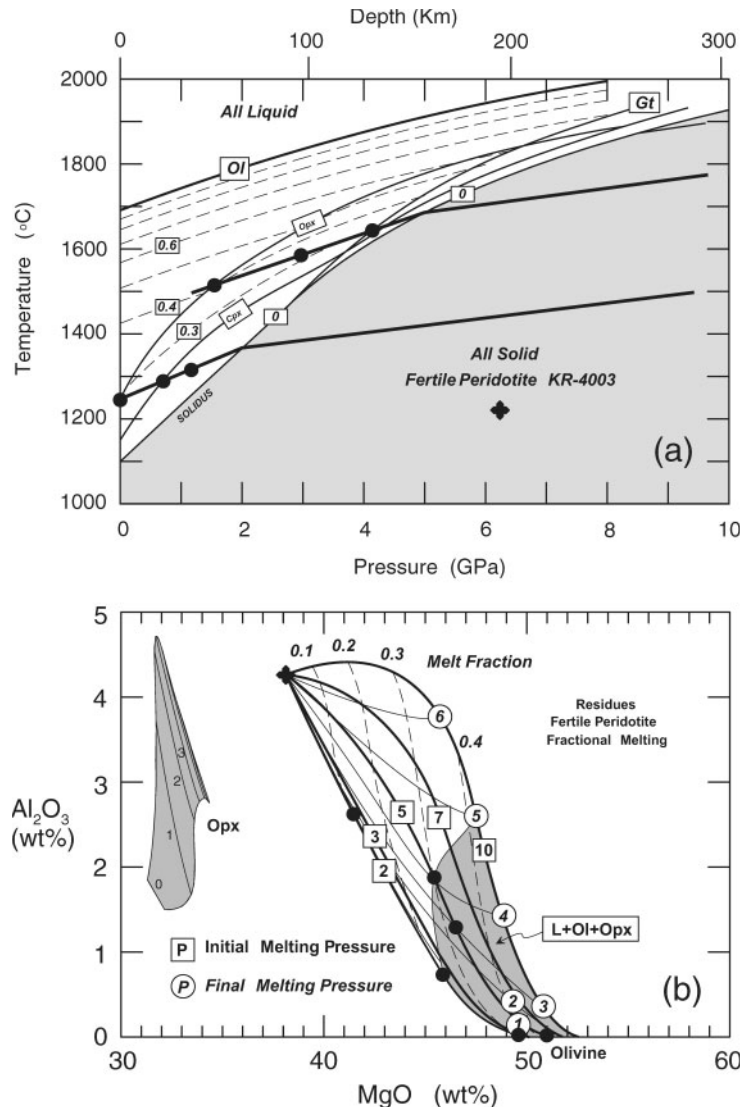 Depth (Km)
0 100 200 300
2000
All Liquid
Gt
Ol
1800
0
Opx
1600
0.6
Temperature (°C)
0.4
0.3
Cpx
0
1400
All Solid
Fertile Peridotite KR-4003
SOLIDUS
1200
(a)
1000
0 2 4 6 8 10
Pressure (GPa)
5
0.1 0.2 0.3 Melt Fraction
4
6
Residues
Fertile Peridotite
Fractional Melting
0.4
3
3
2
Opx
5
7
5
Al2O3
(wt%)
3
10
1
2
2
0
4
L+Ol+Opx
P Initial Melting Pressure
1
P Final Melting Pressure
2
3
(b)
1
0
Olivine
30 40 50 60
MgO (wt%)